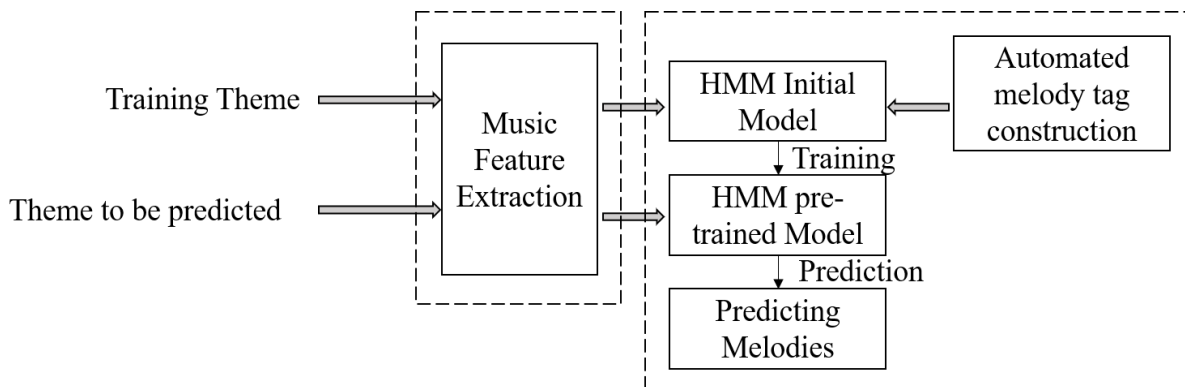 Training Theme
Theme to be predicted
Music
Feature
Extraction
HMM Initial
Model
Training
HMM pre-
trained Model
Prediction
Predicting
Melodies
Automated
melody tag
construction